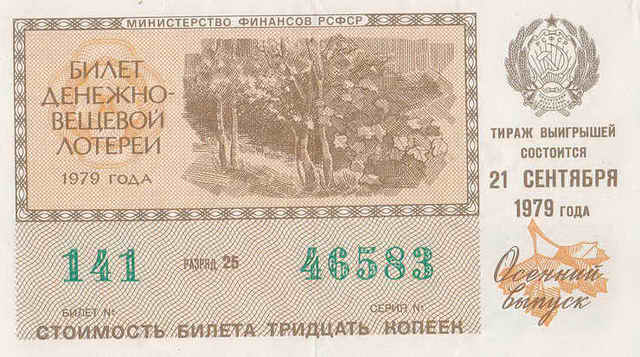 МИНИСТЕРСТВО ФИНАНСОВ РСФСР
БИЛЕТ
ДЕНЕЖНО-
ВЕЩЕВОЙ
ЛОТЕРЕИ
1979 ГОДА
ТИРАЖ ВЫИГРЫШЕЙ
СОСТОИТСЯ
21 СЕНТЯБРЯ
1979 ГОДА
Осенний
выпуск
141 РАЗРЯД 25 46583
БИЛЕТ № СЕРИЯ №
СТОИМОСТЬ БИЛЕТА ТРИДЦАТЬ КОПЕЕК